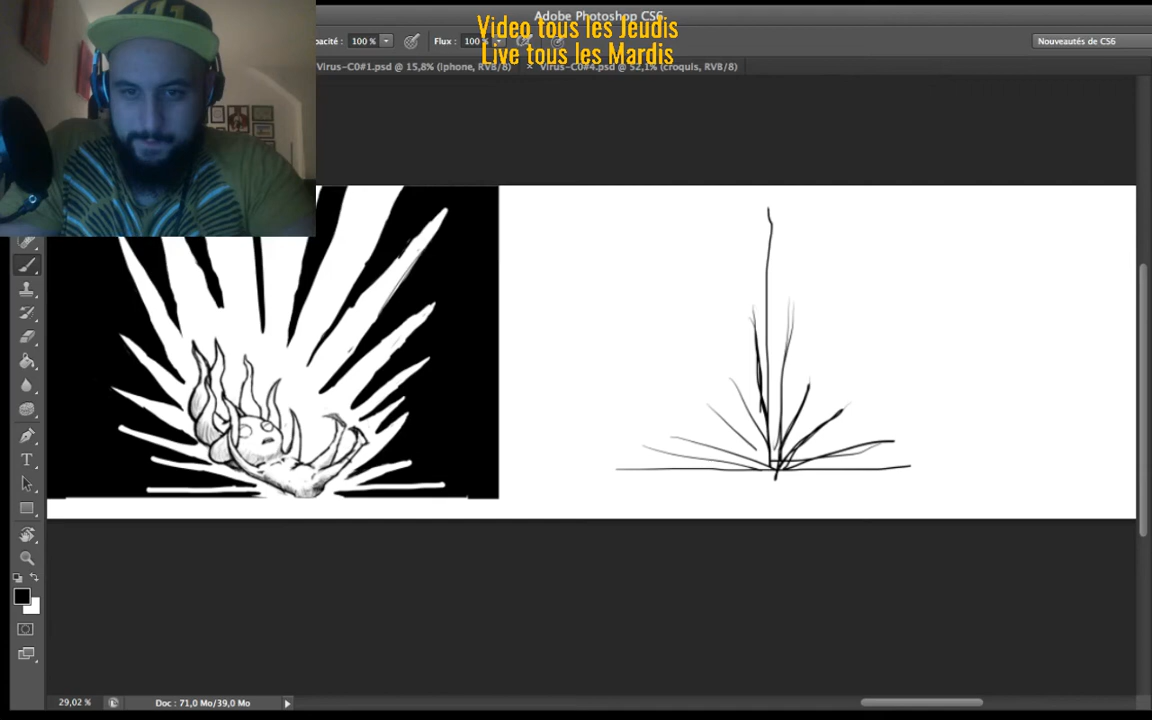 Adobe Photoshop CS6
Video tous les Jeudis
Live tous les Mardis
pacité : 100 % Flux : 100 % Nouveautés de CS6
Virus-C0#1.psd @ 15,8% (iphone, RVB/8) × Virus-C0#4.psd @ 52,1% (croquis, RVB/8)
T
29,02 % Doc : 71,0 Mo/39,0 Mo